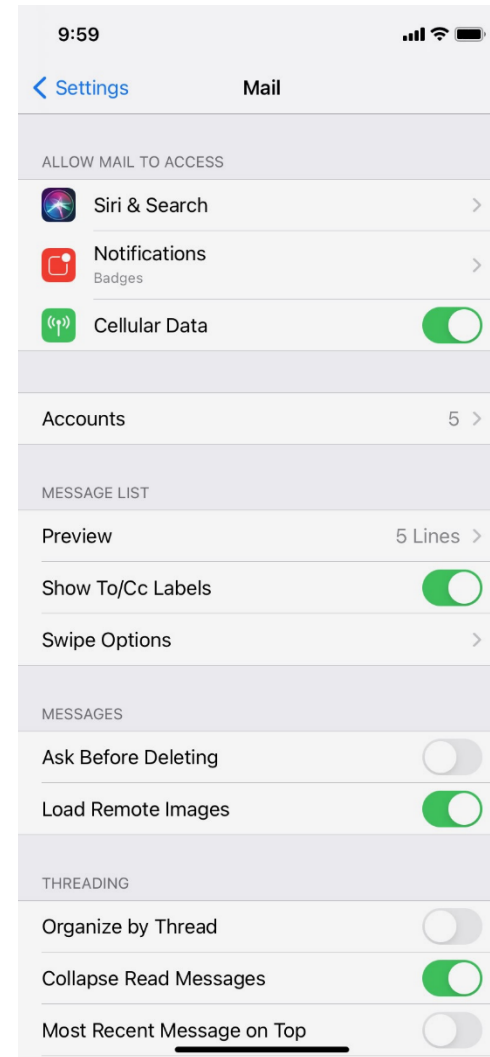 9:59
Settings
Mail
ALLOW MAIL TO ACCESS
Siri & Search
Notifications
Badges
Cellular Data
Accounts 5
MESSAGE LIST
Preview 5 Lines
Show To/Cc Labels
Swipe Options
MESSAGES
Ask Before Deleting
Load Remote Images
THREADING
Organize by Thread
Collapse Read Messages
Most Recent Message on Top